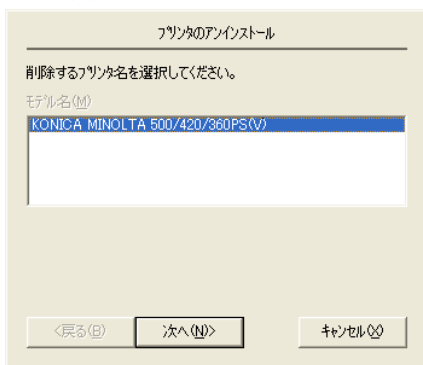 プリンタのアンインストール
削除するプリンタ名を選択してください。
モデル名(M)
KONICA MINOLTA 500/420/360PS(V)
<戻る(B)
次へ(N)>
キャンセル(X)